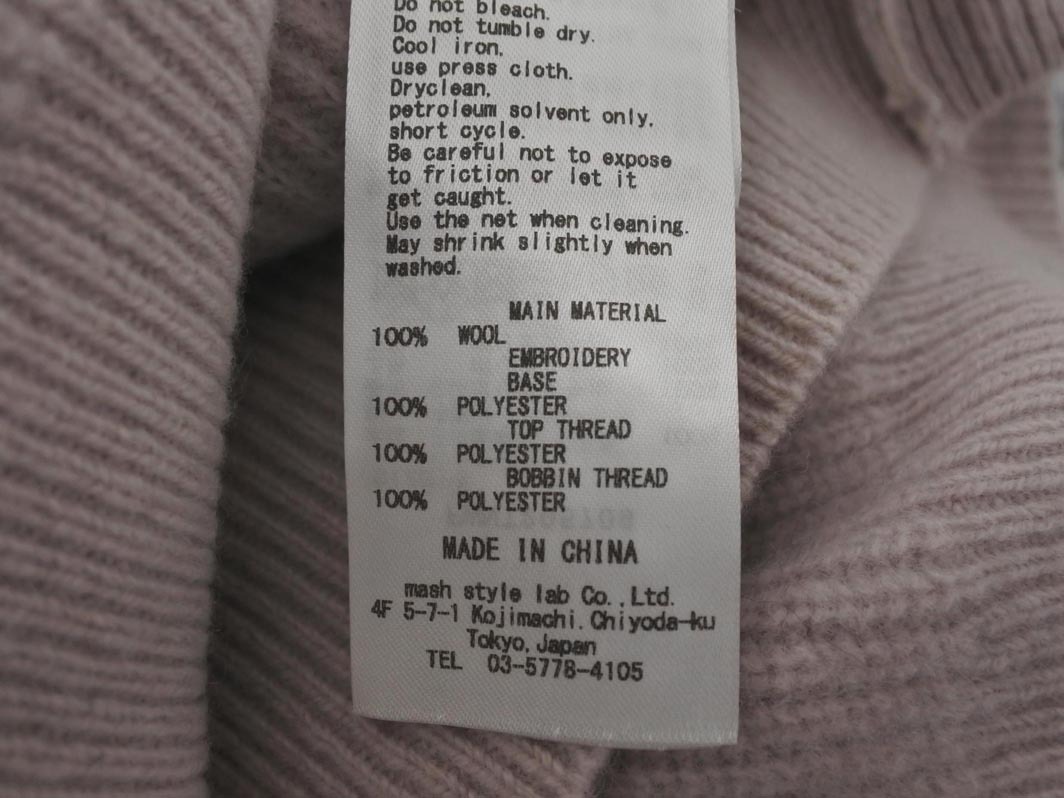 Do not bleach.
Do not tumble dry.
Cool iron.
use press cloth.
Dryclean.
petroleum solvent only.
short cycle.
Be careful not to expose
to friction or let it
get caught.
Use the net when cleaning.
May shrink slightly when
washed.
MAIN MATERIAL
100% WOOL
EMBROIDERY
BASE
100% POLYESTER
TOP THREAD
100% POLYESTER
BOBBIN THREAD
100% POLYESTER
MADE IN CHINA
mash style lab Co.,Ltd.
4F 5-7-1 Kojimachi.Chiyoda-ku
Tokyo,Japan
TEL 03-5778-4105